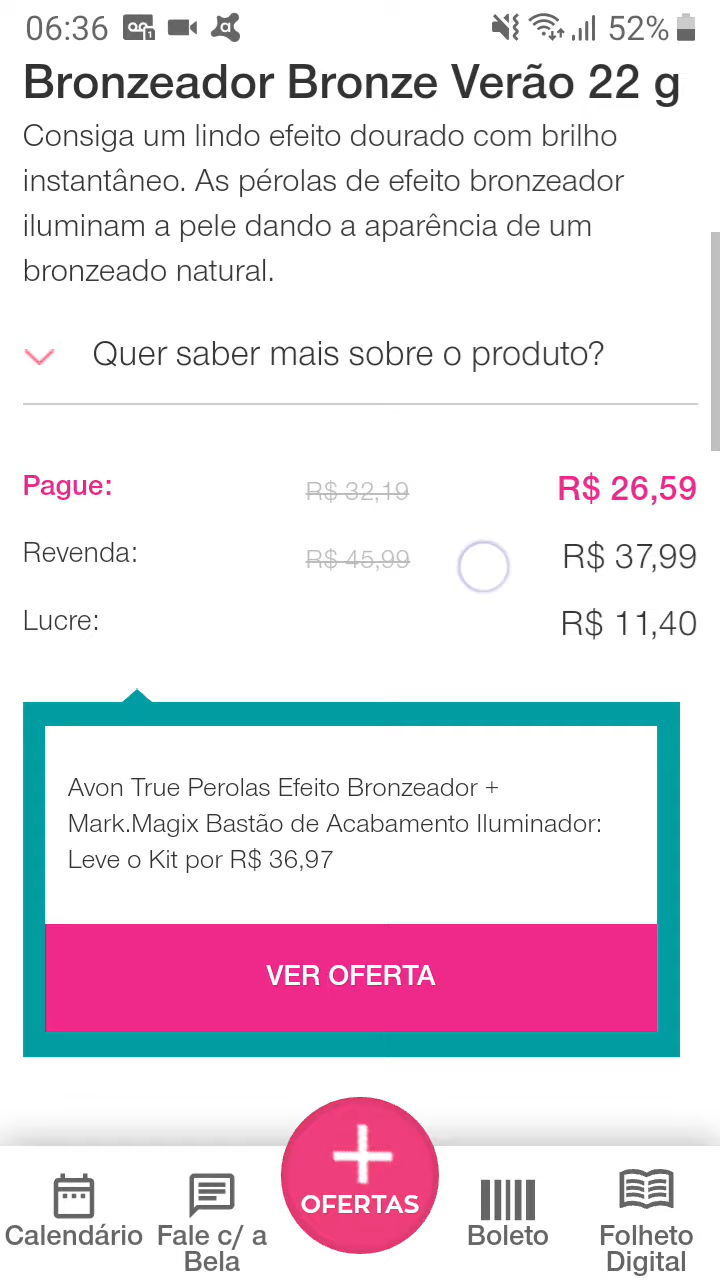 06:36 52%
Bronzeador Bronze Verão 22 g
Consiga um lindo efeito dourado com brilho
instantâneo. As pérolas de efeito bronzeador
iluminam a pele dando a aparência de um
bronzeado natural.
Quer saber mais sobre o produto?
Pague: R$ 32,19 R$ 26,59
Revenda: R$ 45,99 R$ 37,99
Lucre: R$ 11,40
Avon True Perolas Efeito Bronzeador +
Mark.Magix Bastão de Acabamento Iluminador:
Leve o Kit por R$ 36,97
VER OFERTA
OFERTAS
Calendário
Fale c/ a
Bela
Boleto
Folheto
Digital